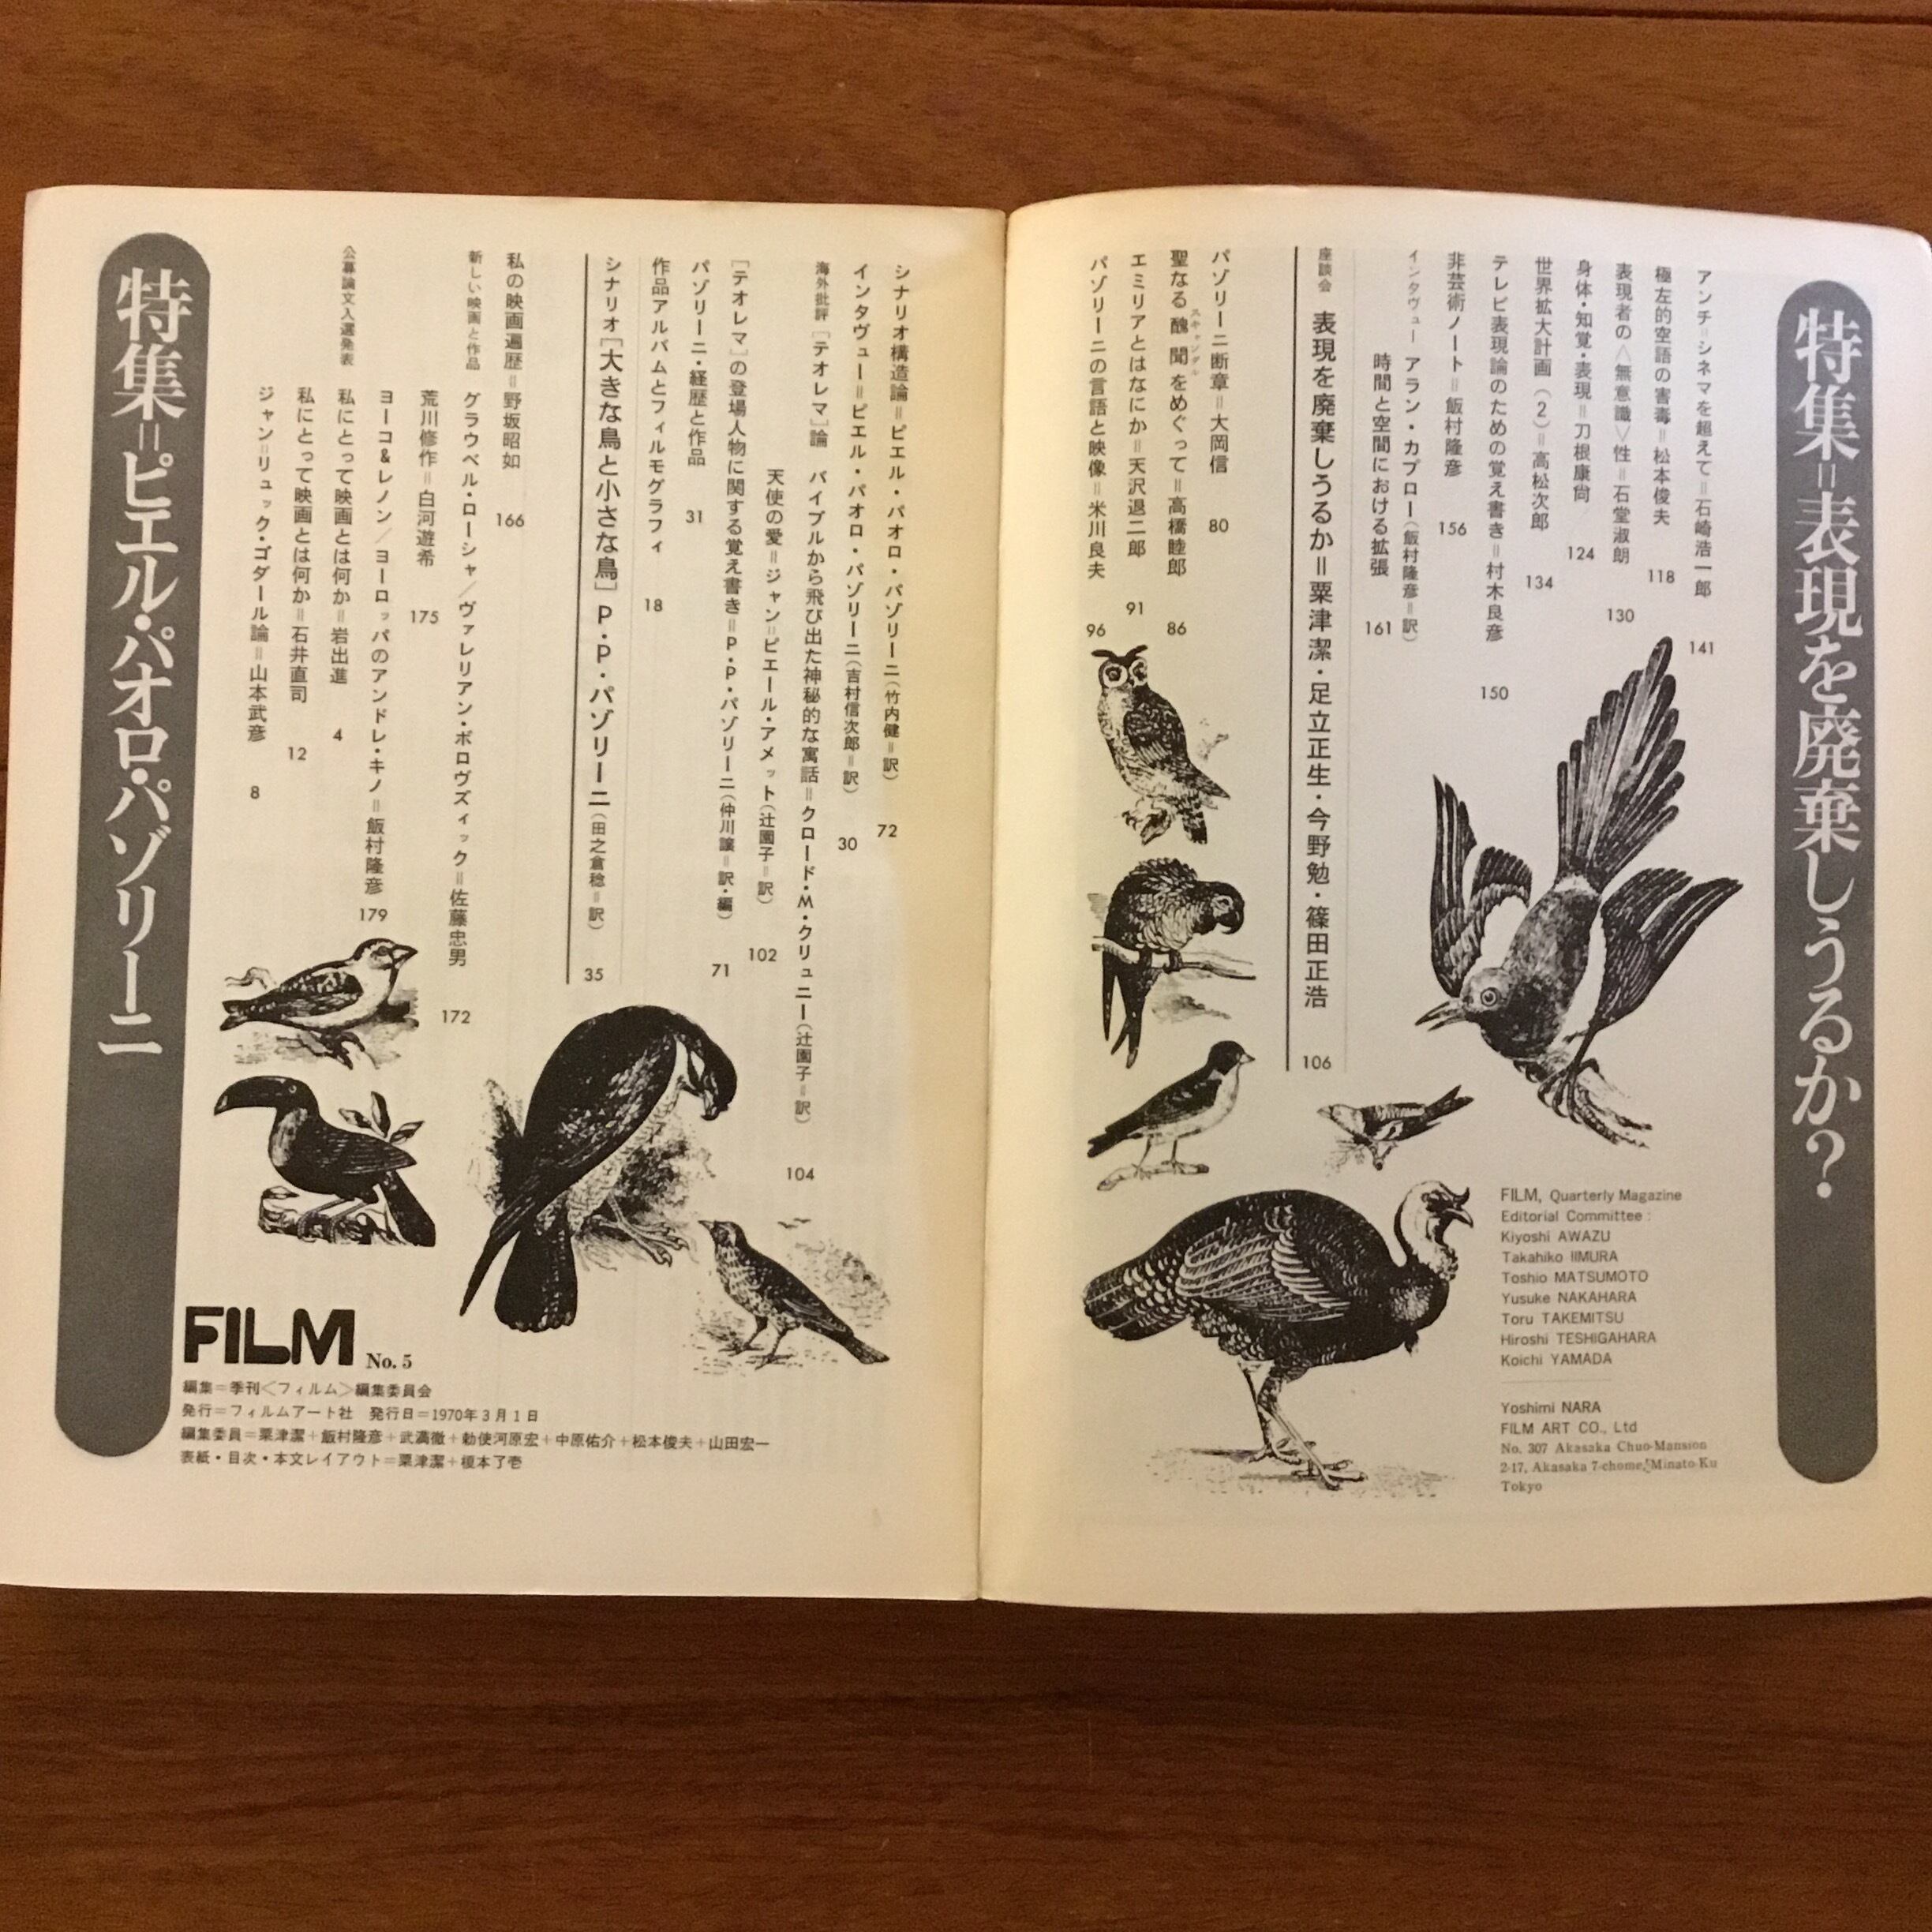 特集=表現を廃棄しうるか?
アンチ=シネマを超えて=石崎浩一郎 141
極左的空語の害毒=松本俊夫 118
表現者の〈無意識〉性=石堂淑朗 130
身体・知覚・表現=刀根康尚 124
世界拡大計画(2)=高松次郎 134
テレビ表現論のための覚え書き=村木良彦 150
非芸術ノート=飯村隆彦 156
インタヴュー アラン・カプロー(飯村隆彦=訳)
時間と空間における拡張 161
座談会 表現を廃棄しうるか=粟津潔・足立正生・今野勉・篠田正浩 106
パゾリーニ断章=大岡信 80
聖なる醜聞をめぐって=高橋睦郎 86
スキャンダル
エミリアとはなにか=天沢退二郎 91
パゾリーニの言語と映像=米川良夫 96
FILM, Quarterly Magazine
Editorial Committee :
Kiyoshi AWAZU
Takahiko IIMURA
Toshio MATSUMOTO
Yusuke NAKAHARA
Toru TAKEMITSU
Hiroshi TESHIGAHARA
Koichi YAMADA
Yoshimi NARA
FILM ART CO., Ltd
No. 307 Akasaka Chuo-Mansion
2-17, Akasaka 7-chome, Minato-Ku
Tokyo
シナリオ構造論=ピエル・パオロ・パゾリーニ(竹内健=訳) 72
インタヴュー=ピエル・パオロ・パゾリーニ(吉村信次郎=訳) 30
海外批評 [テオレマ]論 バイブルから飛び出た神秘的な寓話=クロード・M・クリュニー(辻園子=訳) 104
天使の愛=ジャン=ピエール・アメット(辻園子=訳) 102
[テオレマ]の登場人物に関する覚え書き=P・P・パゾリーニ(仲川譲=訳・編) 71
パゾリーニ・経歴と作品 31
作品アルバムとフィルモグラフィ 18
シナリオ[大きな鳥と小さな鳥] P・P・パゾリーニ(田之倉稔=訳) 35
私の映画遍歴=野坂昭如 166
新しい映画と作品 グラウベル・ローシャ/ヴァレリアン・ボロヴズィック=佐藤忠男 172
荒川修作=白河遊希 175
ヨーコ&レノン/ヨーロッパのアンドレ・キノ=飯村隆彦 179
公募論文入選発表 私にとって映画とは何か=岩出進 4
私にとって映画とは何か=石井直司 12
ジャン=リュック・ゴダール論=山本武彦 8
特集=ピエル・パオロ・パゾリーニ
FILM No. 5
編集=季刊<フィルム>編集委員会
発行=フィルムアート社 発行日=1970年3月1日
編集委員=粟津潔+飯村隆彦+武満徹+勅使河原宏+中原佑介+松本俊夫+山田宏一
表紙・目次・本文レイアウト=粟津潔+榎本了壱